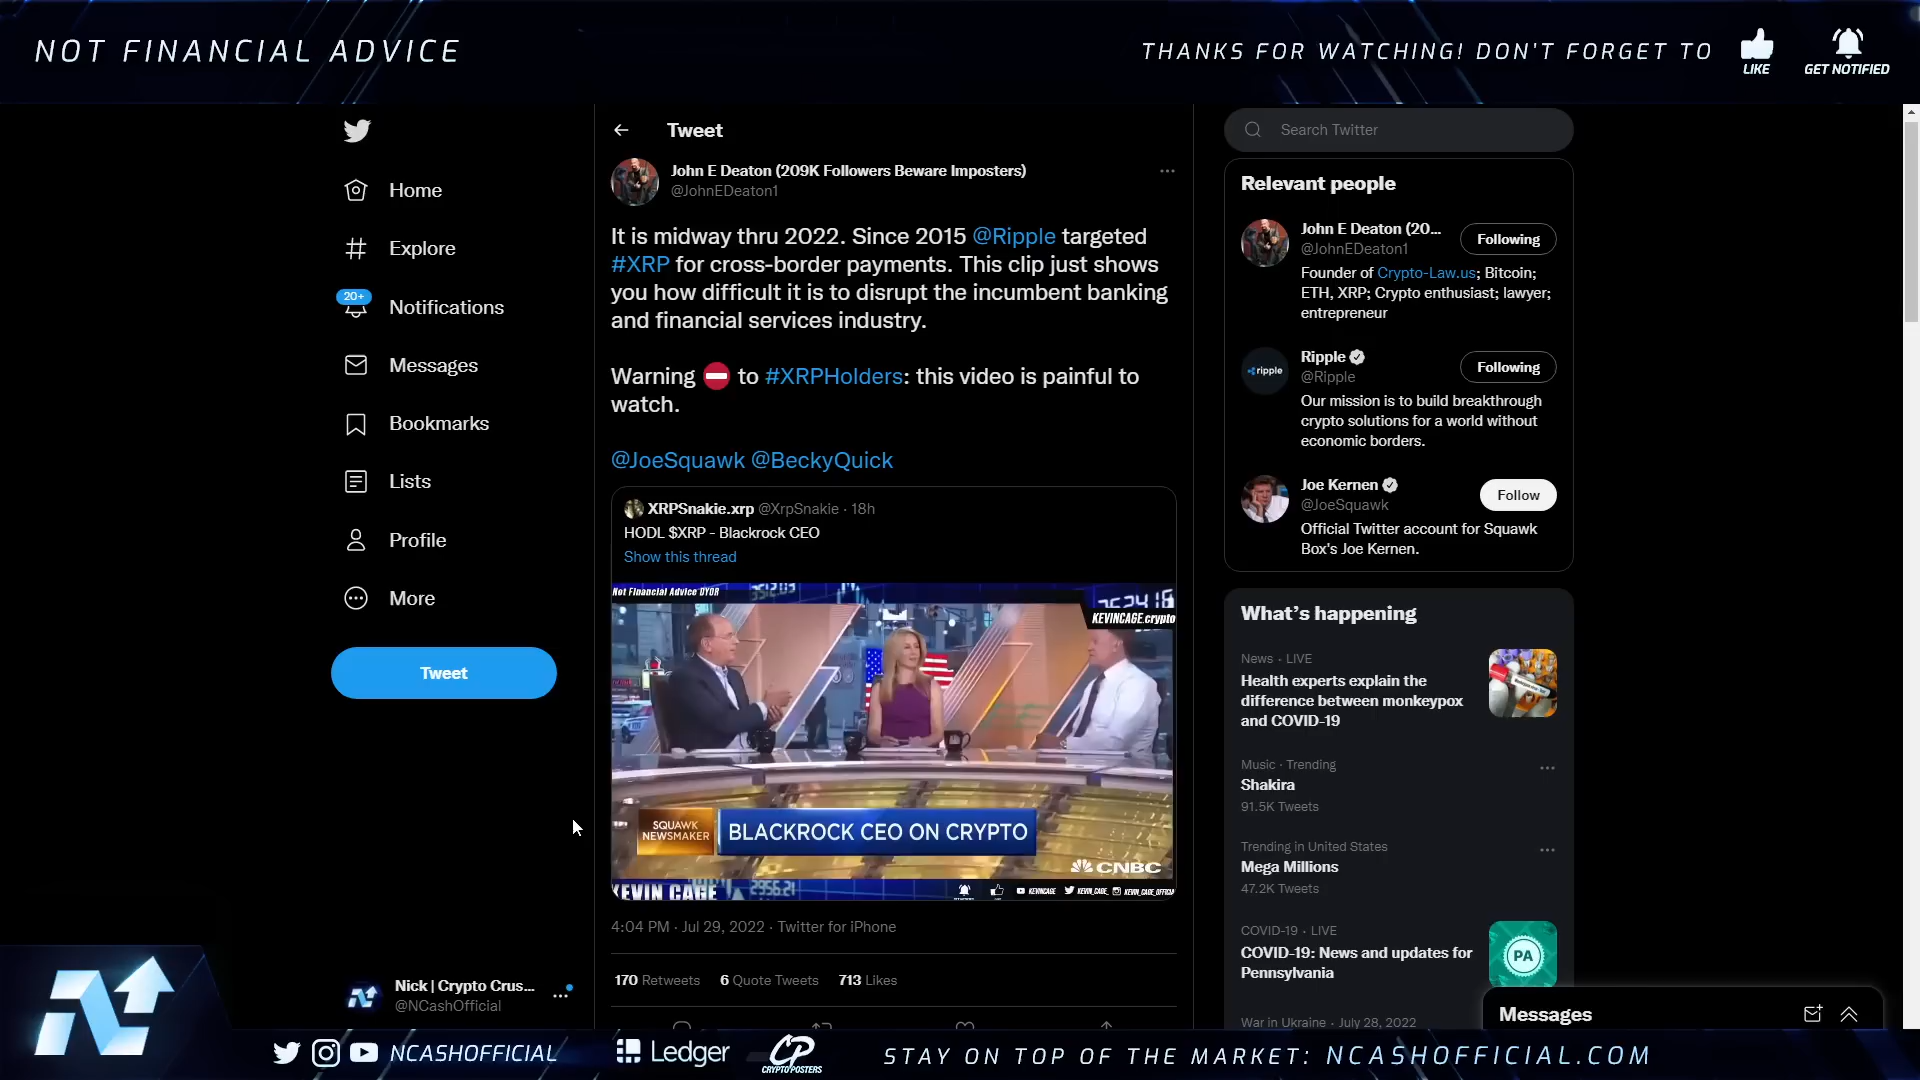 NOT FINANCIAL ADVICE
THANKS FOR WATCHING! DON'T FORGET TO
LIKE
GET NOTIFIED
Home
Explore
20+
Notifications
Messages
Bookmarks
Lists
Profile
More
Tweet
Nick | Crypto Crus...
@NCashOfficial
Tweet
John E Deaton (209K Followers Beware Imposters)
@JohnEDeaton1
It is midway thru 2022. Since 2015 @Ripple targeted
#XRP for cross-border payments. This clip just shows
you how difficult it is to disrupt the incumbent banking
and financial services industry.
Warning ⛔ to #XRPHolders: this video is painful to
watch.
@JoeSquawk @BeckyQuick
XRPSnakie.xrp @XrpSnakie · 18h
HODL $XRP - Blackrock CEO
Show this thread
Not Financial Advice DYOR
KEVINCAGE.crypto
SQUAWK
NEWSMAKER
BLACKROCK CEO ON CRYPTO
CNBC
KEVIN CAGE
2956.21
KEVINCAGE
KEVIN_CAGE_
KEVIN_CAGE_OFFICIA
4:04 PM · Jul 29, 2022 · Twitter for iPhone
170 Retweets 6 Quote Tweets 713 Likes
Search Twitter
Relevant people
John E Deaton (20...
@JohnEDeaton1
Following
Founder of Crypto-Law.us; Bitcoin;
ETH, XRP; Crypto enthusiast; lawyer;
entrepreneur
ripple
Ripple
@Ripple
Following
Our mission is to build breakthrough
crypto solutions for a world without
economic borders.
Joe Kernen
@JoeSquawk
Follow
Official Twitter account for Squawk
Box's Joe Kernen.
What's happening
News · LIVE
Health experts explain the
difference between monkeypox
and COVID-19
Music · Trending
Shakira
91.5K Tweets
Trending in United States
Mega Millions
47.2K Tweets
COVID-19 · LIVE
COVID-19: News and updates for
Pennsylvania
PA
War in Ukraine · July 28, 2022
Messages
NCASHOFFICIAL
Ledger
CP
CRYPTOPOSTERS
STAY ON TOP OF THE MARKET: NCASHOFFICIAL.COM